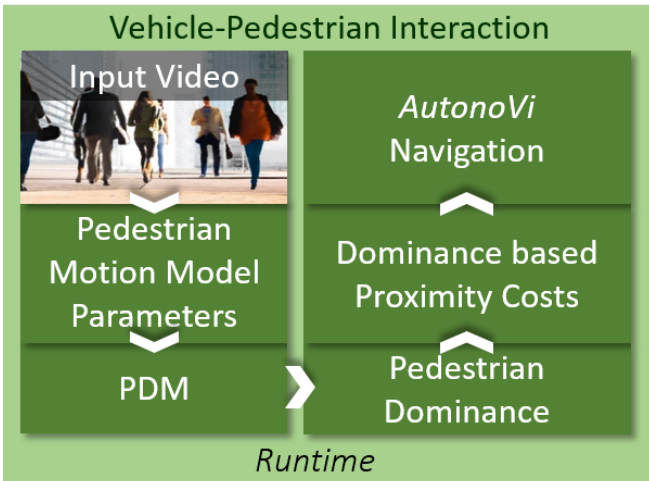 Vehicle-Pedestrian Interaction
Input Video
Pedestrian
Motion Model
Parameters
PDM
Pedestrian
Dominance
Dominance based
Proximity Costs
AutonoVi
Navigation
Runtime